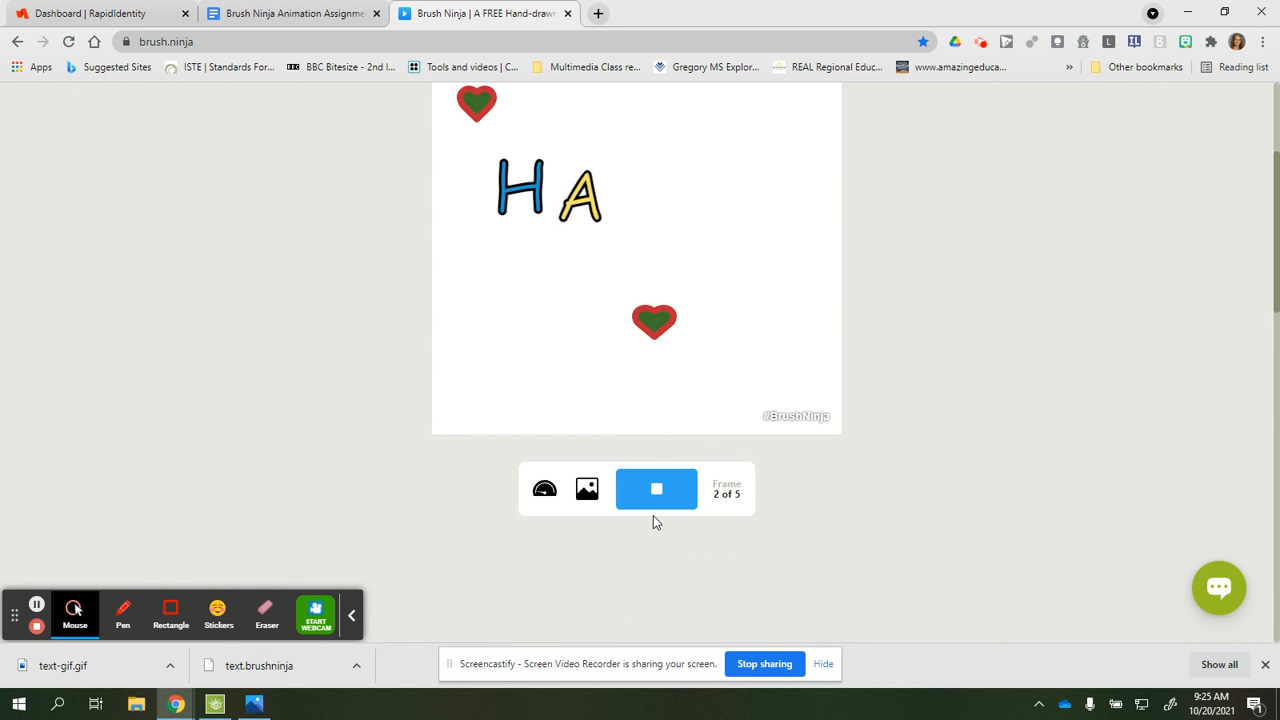 Dashboard | RapidIdentity
Brush Ninja Animation Assignme
Brush Ninja | A FREE Hand-drawn
brush.ninja
Apps
Suggested Sites
ISTE | Standards For...
BBC Bitesize - 2nd l...
Tools and videos | C...
Multimedia Class re...
Gregory MS Explor...
REAL Regional Educ...
www.amazingeduca...
Other bookmarks
Reading list
HA
#BrushNinja
Frame
2 of 5
Mouse
Pen
Rectangle
Stickers
Eraser
START
WEBCAM
text-gif.gif
text.brushninja
Screencastify - Screen Video Recorder is sharing your screen.
Stop sharing
Hide
Show all
9:25 AM
10/20/2021